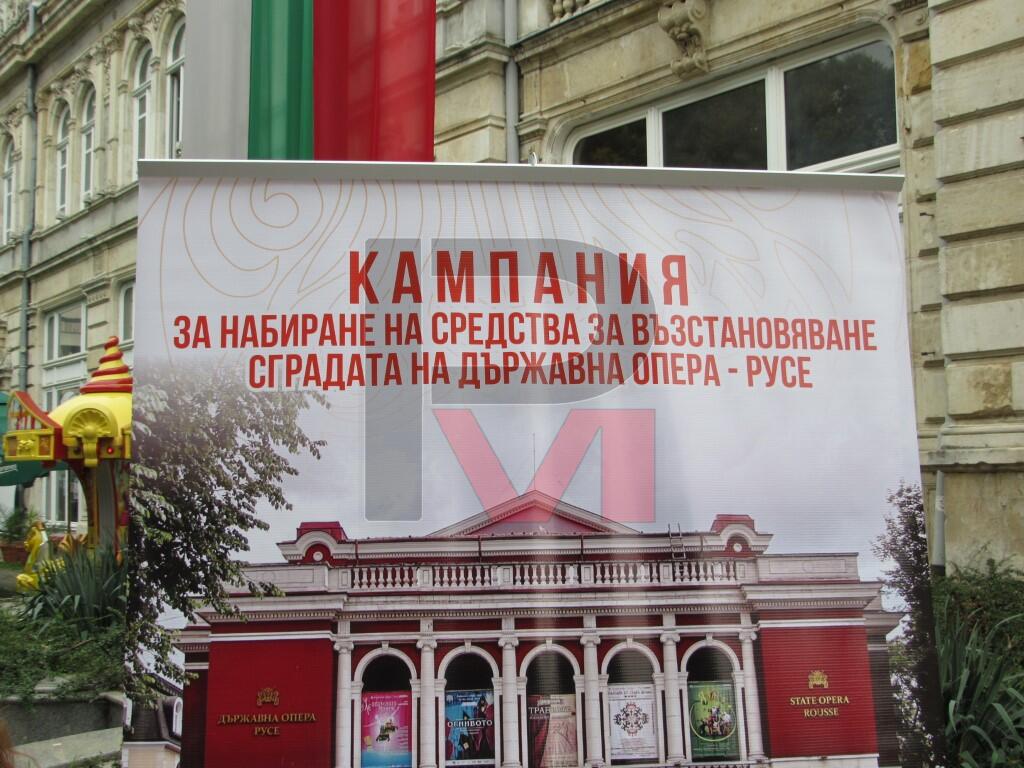 КАМПАНИЯ
ЗА НАБИРАНЕ НА СРЕДСТВА ЗА ВЪЗСТАНОВЯВАНЕ
СГРАДАТА НА ДЪРЖАВНА ОПЕРА - РУСЕ
ДЪРЖАВНА ОПЕРА
РУСЕ
STATE OPERA
ROUSSE